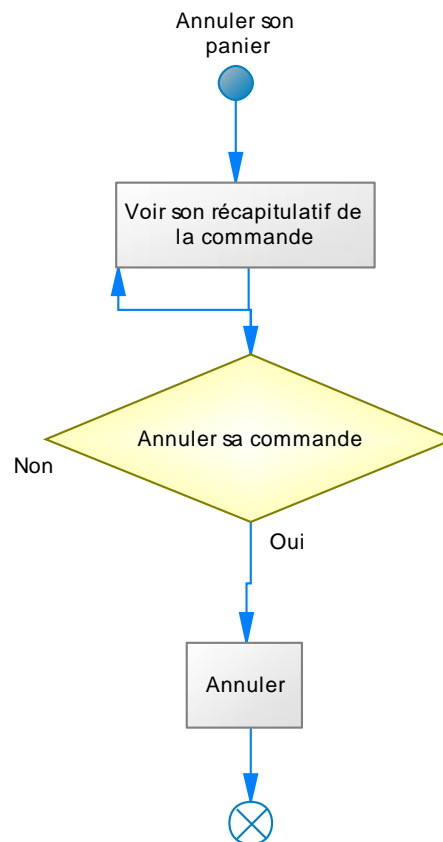 Annuler son
panier
Voir son récapitulatif de
la commande
Annuler sa commande
Non
Oui
Annuler